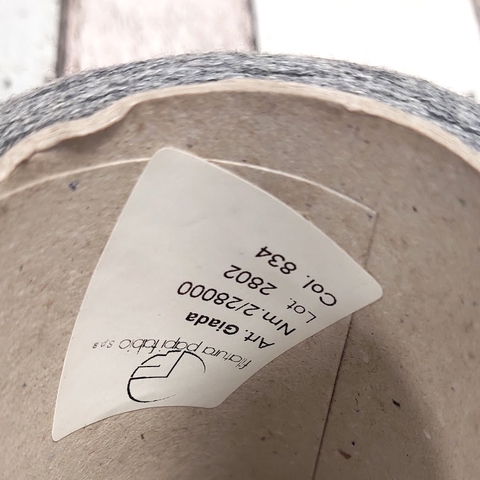 filatura papi fabio S.p.a
Art. Giada
Nm. 2/28000
Lot. 2802
Col. 834